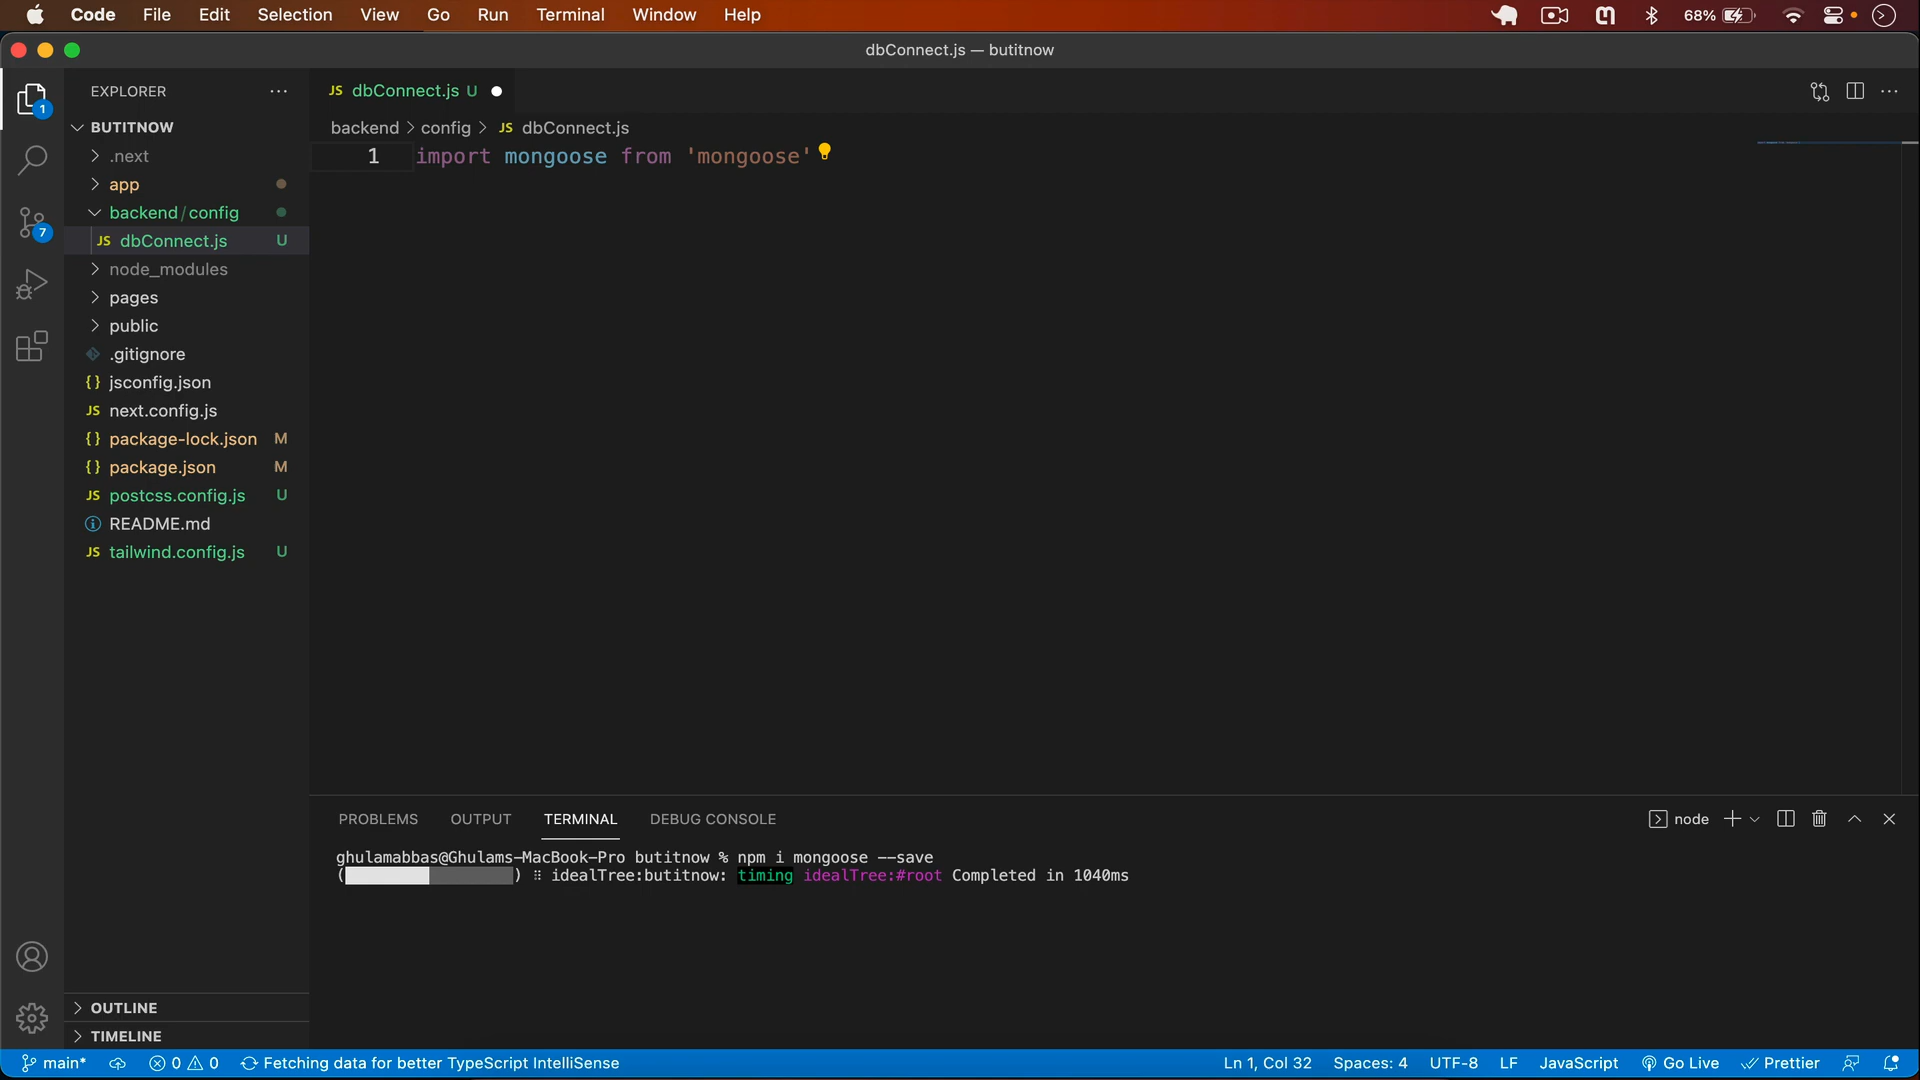 Code File Edit Selection View Go Run Terminal Window Help 68%
dbConnect.js — butitnow
EXPLORER
1
BUTITNOW
.next
app
backend/config
JS dbConnect.js U
node_modules
pages
public
.gitignore
{} jsconfig.json
JS next.config.js
{} package-lock.json M
{} package.json M
JS postcss.config.js U
README.md
JS tailwind.config.js U
7
OUTLINE
TIMELINE
JS dbConnect.js U
backend > config > JS dbConnect.js
1 import mongoose from 'mongoose'
PROBLEMS OUTPUT TERMINAL DEBUG CONSOLE node
ghulamabbas@Ghulams-MacBook-Pro butitnow % npm i mongoose --save
( ) ⠿ idealTree:butitnow: timing idealTree:#root Completed in 1040ms
main* 0 0 Fetching data for better TypeScript IntelliSense Ln 1, Col 32 Spaces: 4 UTF-8 LF JavaScript Go Live Prettier